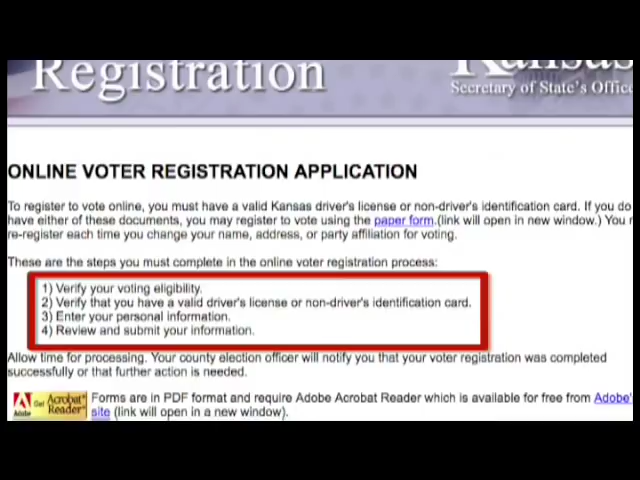 Registration
Kansas
Secretary of State's Office
ONLINE VOTER REGISTRATION APPLICATION
To register to vote online, you must have a valid Kansas driver's license or non-driver's identification card. If you do
have either of these documents, you may register to vote using the paper form.(link will open in new window.) You
re-register each time you change your name, address, or party affiliation for voting.
These are the steps you must complete in the online voter registration process:
1) Verify your voting eligibility.
2) Verify that you have a valid driver's license or non-driver's identification card.
3) Enter your personal information.
4) Review and submit your information.
Allow time for processing. Your county election officer will notify you that your voter registration was completed
successfully or that further action is needed.
Adobe
Get Acrobat Reader
Forms are in PDF format and require Adobe Acrobat Reader which is available for free from Adobe's
site (link will open in a new window).